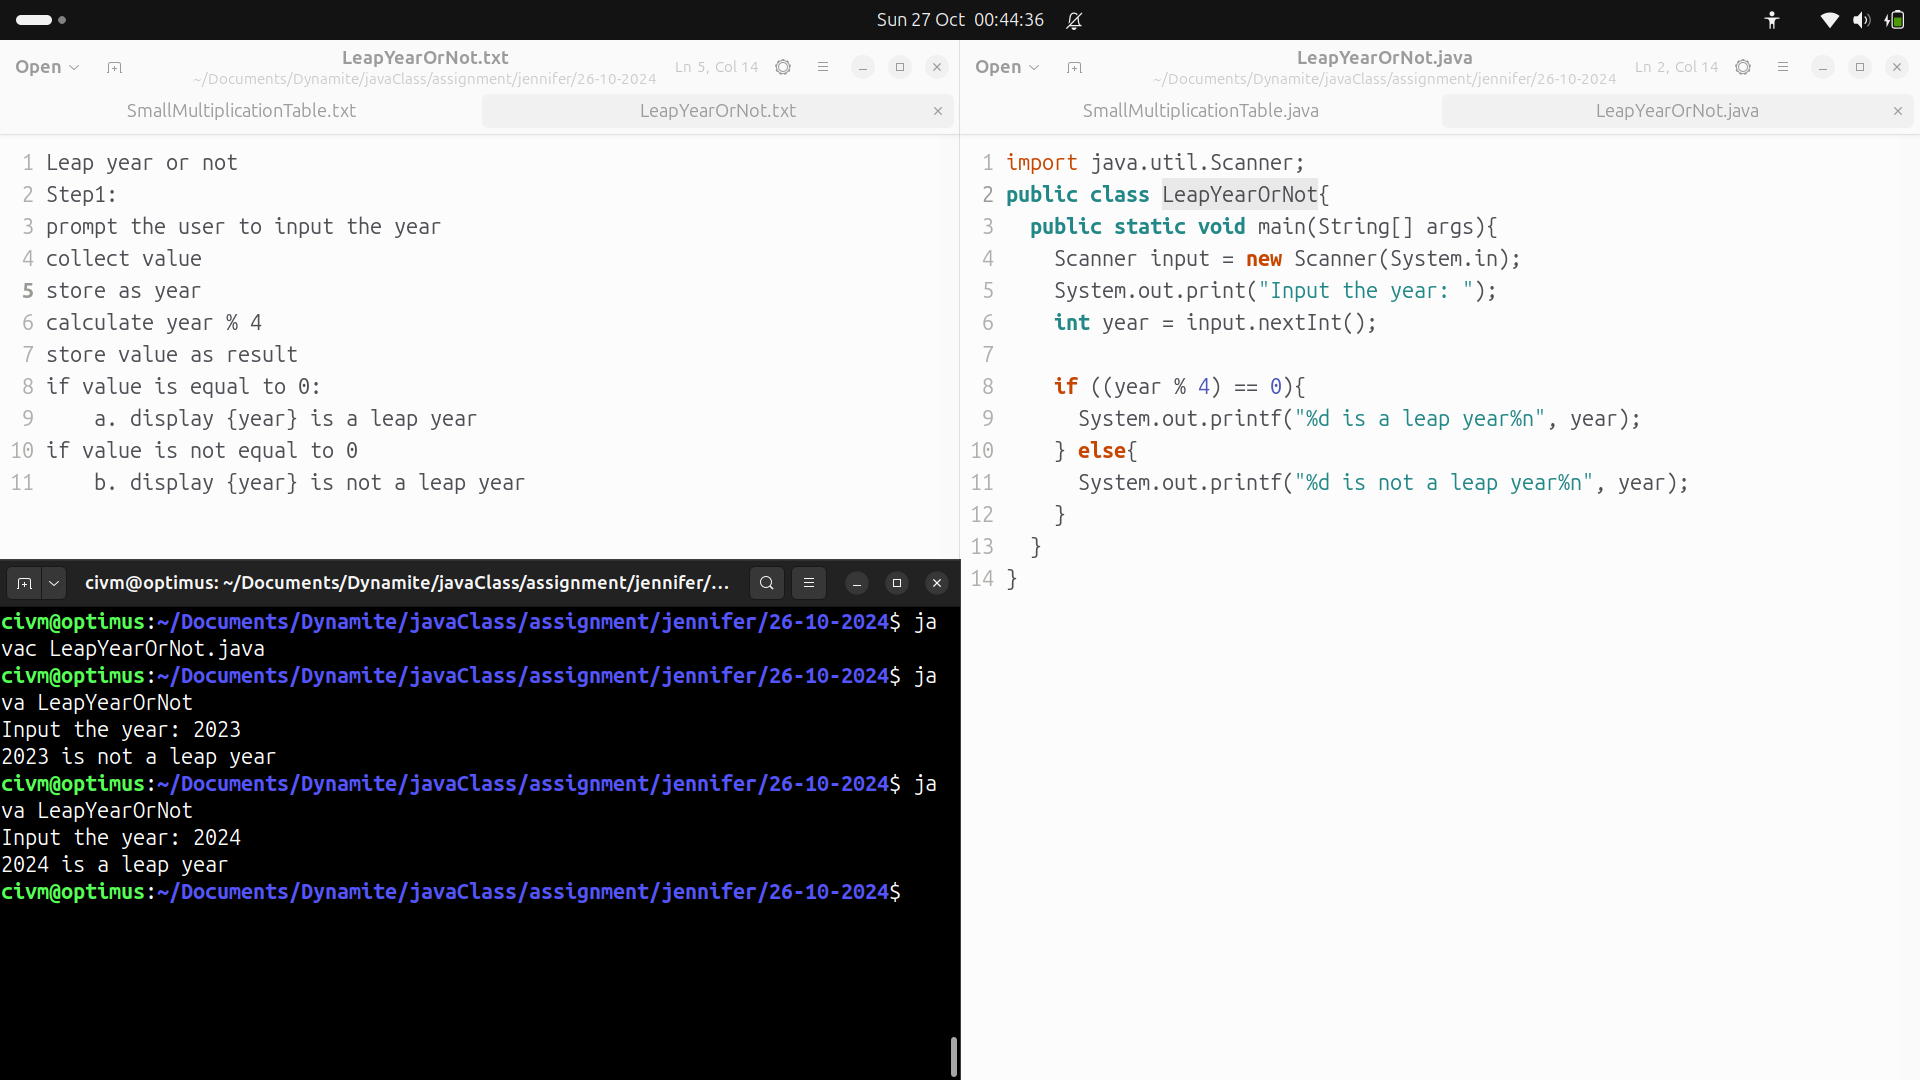 Sun 27 Oct  00:44:36
Open
LeapYearOrNot.txt
~/Documents/Dynamite/javaClass/assignment/jennifer/26-10-2024
Ln 5, Col 14
SmallMultiplicationTable.txt
LeapYearOrNot.txt
1 Leap year or not
2 Step1:
3 prompt the user to input the year
4 collect value
5 store as year
6 calculate year % 4
7 store value as result
8 if value is equal to 0:
9     a. display {year} is a leap year
10 if value is not equal to 0
11     b. display {year} is not a leap year
civm@optimus: ~/Documents/Dynamite/javaClass/assignment/jennifer/...
civm@optimus:~/Documents/Dynamite/javaClass/assignment/jennifer/26-10-2024$ ja
vac LeapYearOrNot.java
civm@optimus:~/Documents/Dynamite/javaClass/assignment/jennifer/26-10-2024$ ja
va LeapYearOrNot
Input the year: 2023
2023 is not a leap year
civm@optimus:~/Documents/Dynamite/javaClass/assignment/jennifer/26-10-2024$ ja
va LeapYearOrNot
Input the year: 2024
2024 is a leap year
civm@optimus:~/Documents/Dynamite/javaClass/assignment/jennifer/26-10-2024$
Open
LeapYearOrNot.java
~/Documents/Dynamite/javaClass/assignment/jennifer/26-10-2024
Ln 2, Col 14
SmallMultiplicationTable.java
LeapYearOrNot.java
1 import java.util.Scanner;
2 public class LeapYearOrNot{
3   public static void main(String[] args){
4     Scanner input = new Scanner(System.in);
5     System.out.print("Input the year: ");
6     int year = input.nextInt();
7
8     if ((year % 4) == 0){
9       System.out.printf("%d is a leap year%n", year);
10     } else{
11       System.out.printf("%d is not a leap year%n", year);
12     }
13   }
14 }